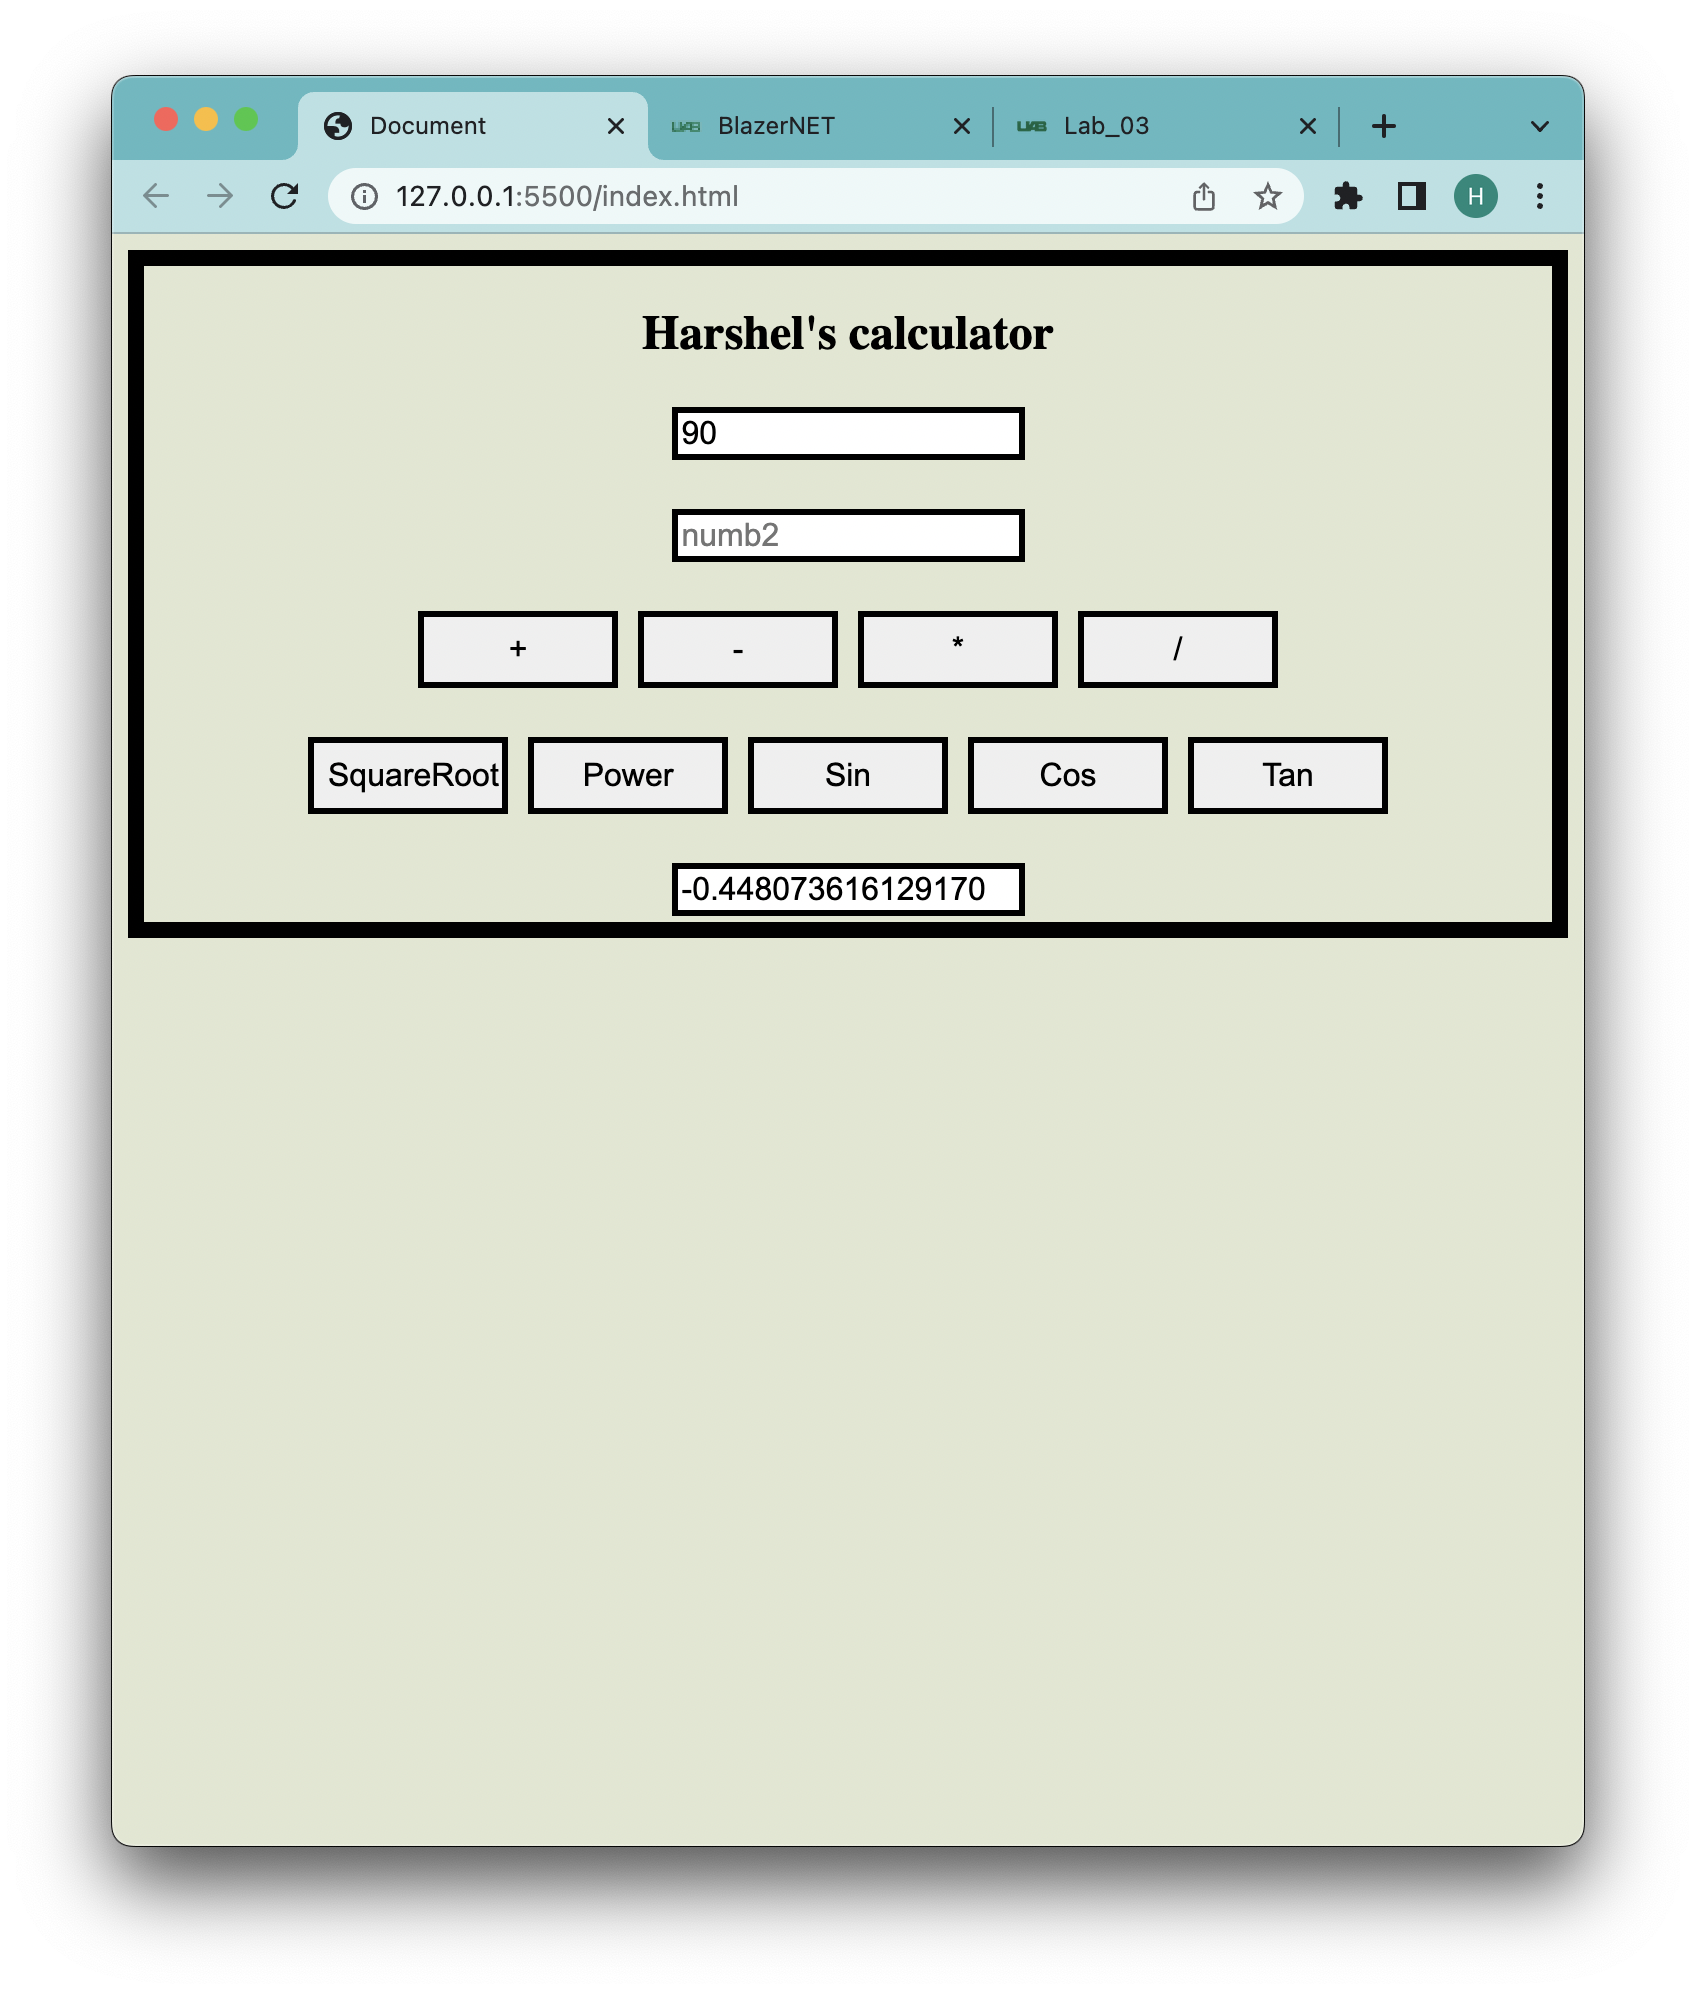 Document UAB BlazerNET UAB Lab_03
127.0.0.1:5500/index.html H
Harshel's calculator
90
numb2
+ - * /
SquareRoot Power Sin Cos Tan
-0.448073616129170